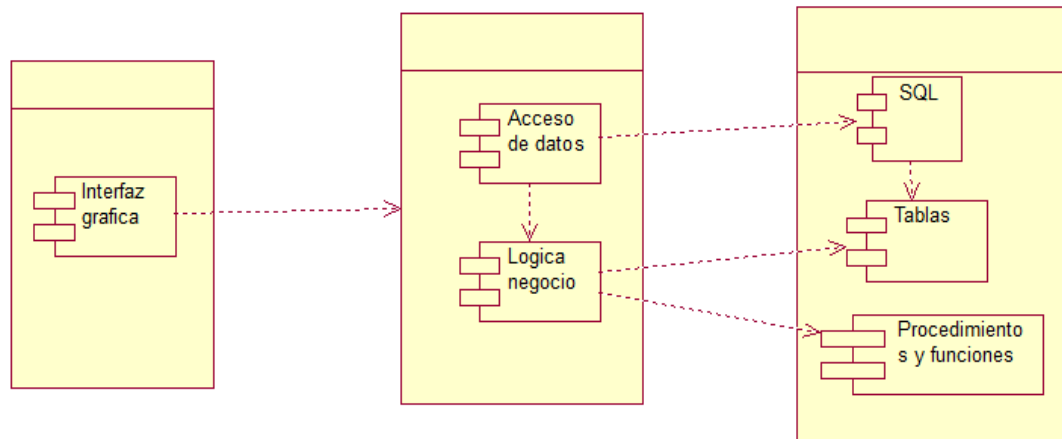 Interfaz
grafica
Acceso
de datos
Logica
negocio
SQL
Tablas
Procedimiento
s y funciones